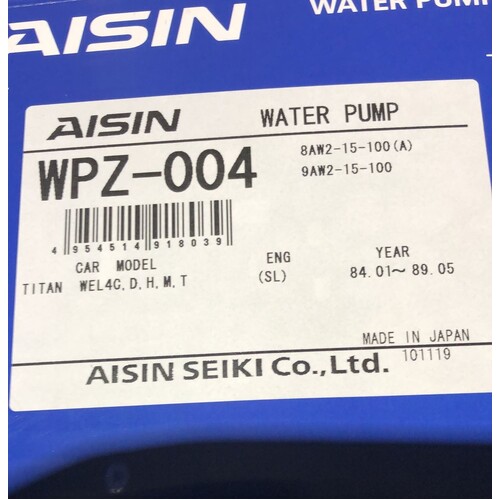 WATER PUMP
AISIN
AISIN WATER PUMP
WPZ-004 8AW2-15-100(A)
9AW2-15-100
4 954514 918039
CAR MODEL ENG YEAR
TITAN WEL4C, D, H, M, T (SL) 84.01~89.05
MADE IN JAPAN
101119
AISIN SEIKI Co.,Ltd.